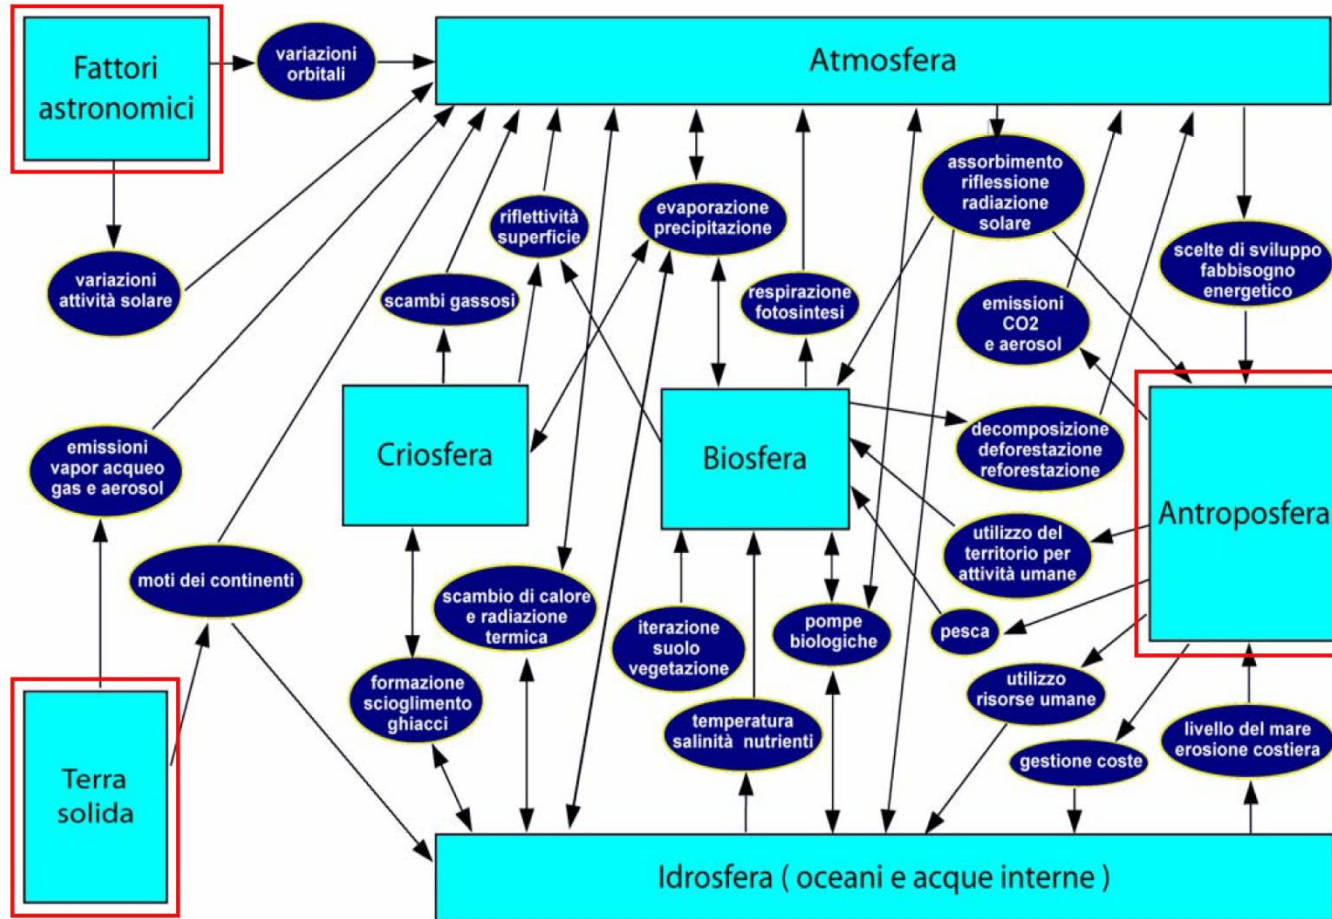 Fattori
astronomici
variazioni
orbitali
Atmosfera
variazioni
attività solare
scambi gassosi
riflettività
superficie
evaporazione
precipitazione
respirazione
fotosintesi
assorbimento
riflessione
radiazione
solare
emissioni
CO2
e aerosol
scelte di sviluppo
fabbisogno
energetico
emissioni
vapor acqueo
gas e aerosol
Criosfera
Biosfera
decomposizione
deforestazione
reforestazione
Antroposfera
moti dei continenti
scambio di calore
e radiazione
termica
iterazione
suolo
vegetazione
pompe
biologiche
utilizzo del
territorio per
attività umane
pesca
formazione
scioglimento
ghiacci
temperatura
salinità nutrienti
utilizzo
risorse umane
gestione coste
livello del mare
erosione costiera
Terra
solida
Idrosfera ( oceani e acque interne )